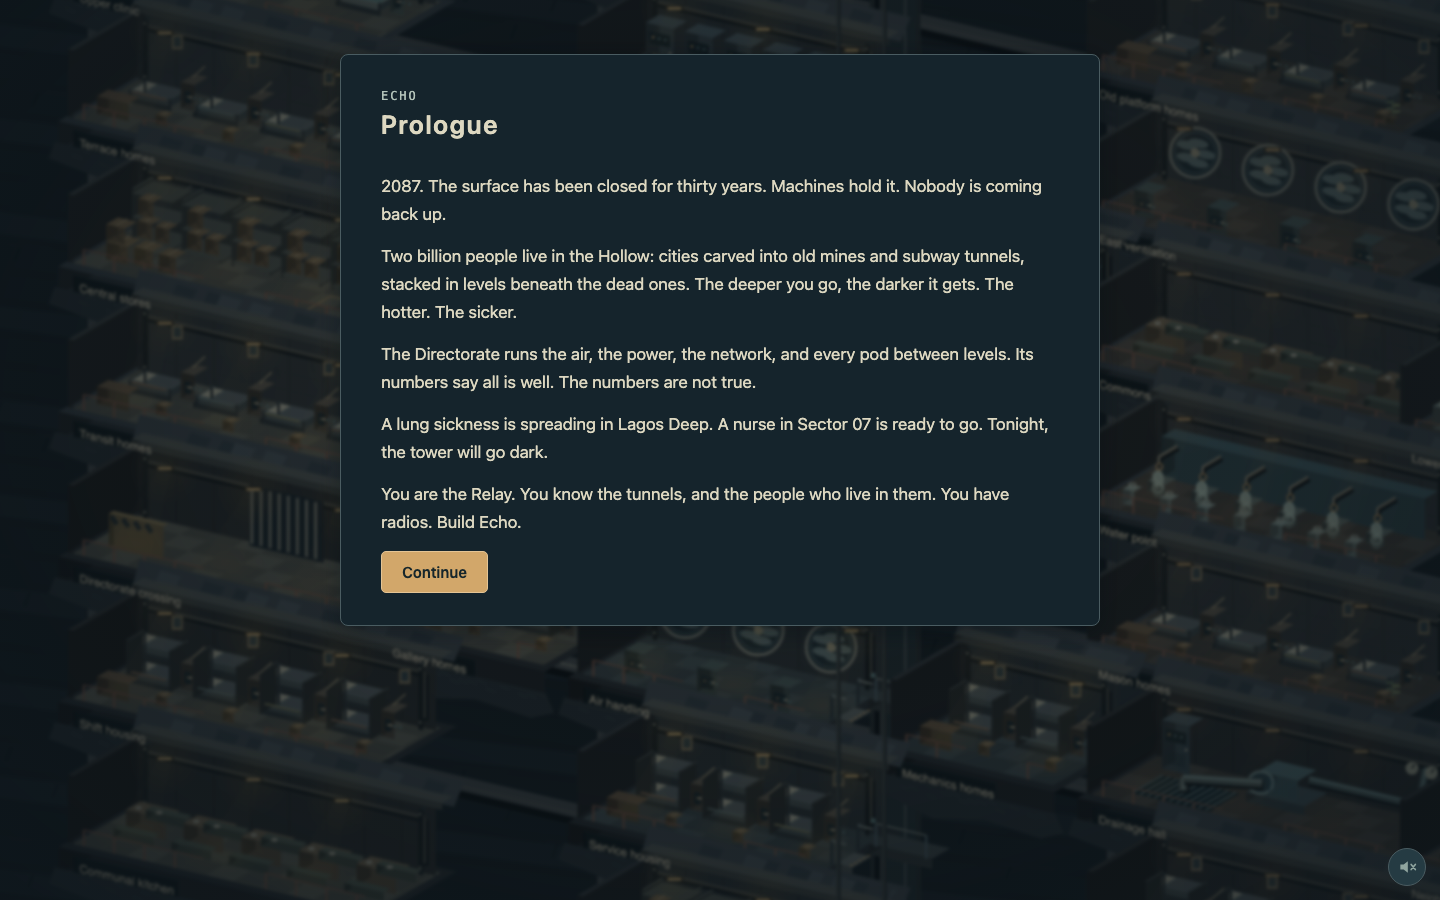 ECHO
Prologue
2087. The surface has been closed for thirty years. Machines hold it. Nobody is coming
back up.
Two billion people live in the Hollow: cities carved into old mines and subway tunnels,
stacked in levels beneath the dead ones. The deeper you go, the darker it gets. The
hotter. The sicker.
The Directorate runs the air, the power, the network, and every pod between levels. Its
numbers say all is well. The numbers are not true.
A lung sickness is spreading in Lagos Deep. A nurse in Sector 07 is ready to go. Tonight,
the tower will go dark.
You are the Relay. You know the tunnels, and the people who live in them. You have
radios. Build Echo.
Continue
Terrace homes
Central stores
Transit homes
Shift housing
Communal kitchen
Gallery homes
Air handling
Service housing
Mechanics homes
Old platform homes
Commons
Drainage hall